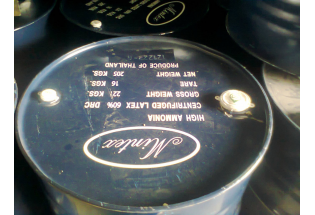 Mintex
HIGH AMMONIA
CENTRIFUGED LATEX 60% DRC
GROSS WEIGHT 221 KGS.
TARE 16 KGS.
NET WEIGHT 205 KGS.
PRODUCE OF THAILAND